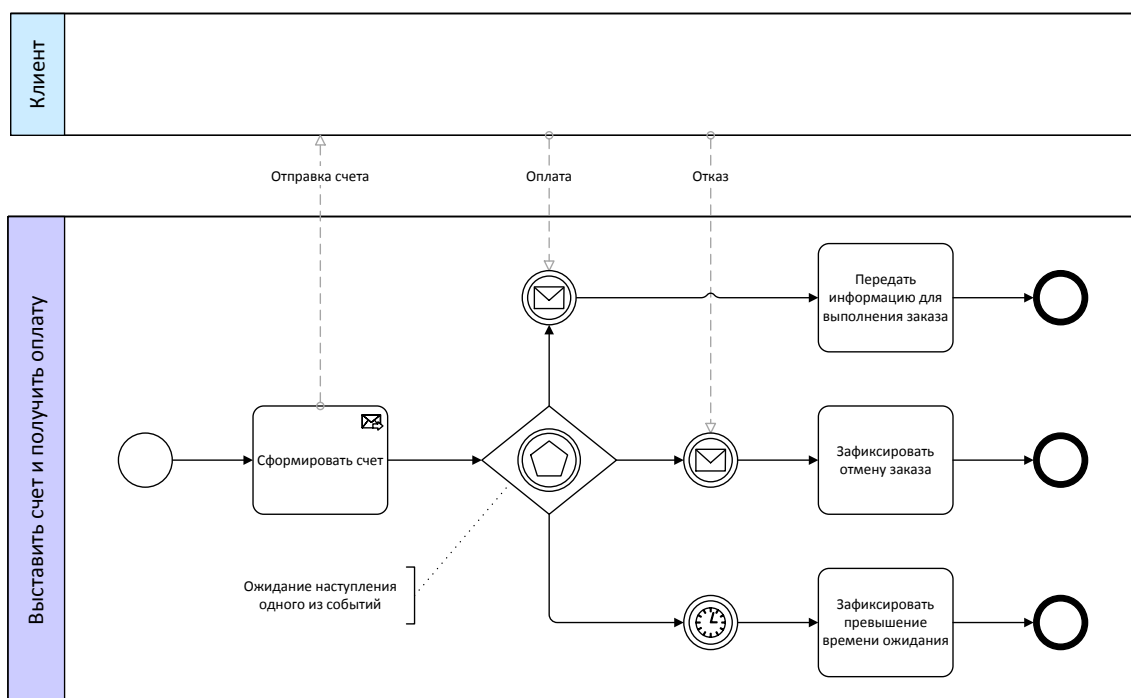 Клиент
Отправка счета
Оплата
Отказ
Выставить счет и получить оплату
Передать
информацию для
выполнения заказа
Сформировать счет
Зафиксировать
отмену заказа
Ожидание наступления
одного из событий
Зафиксировать
превышение
времени ожидания